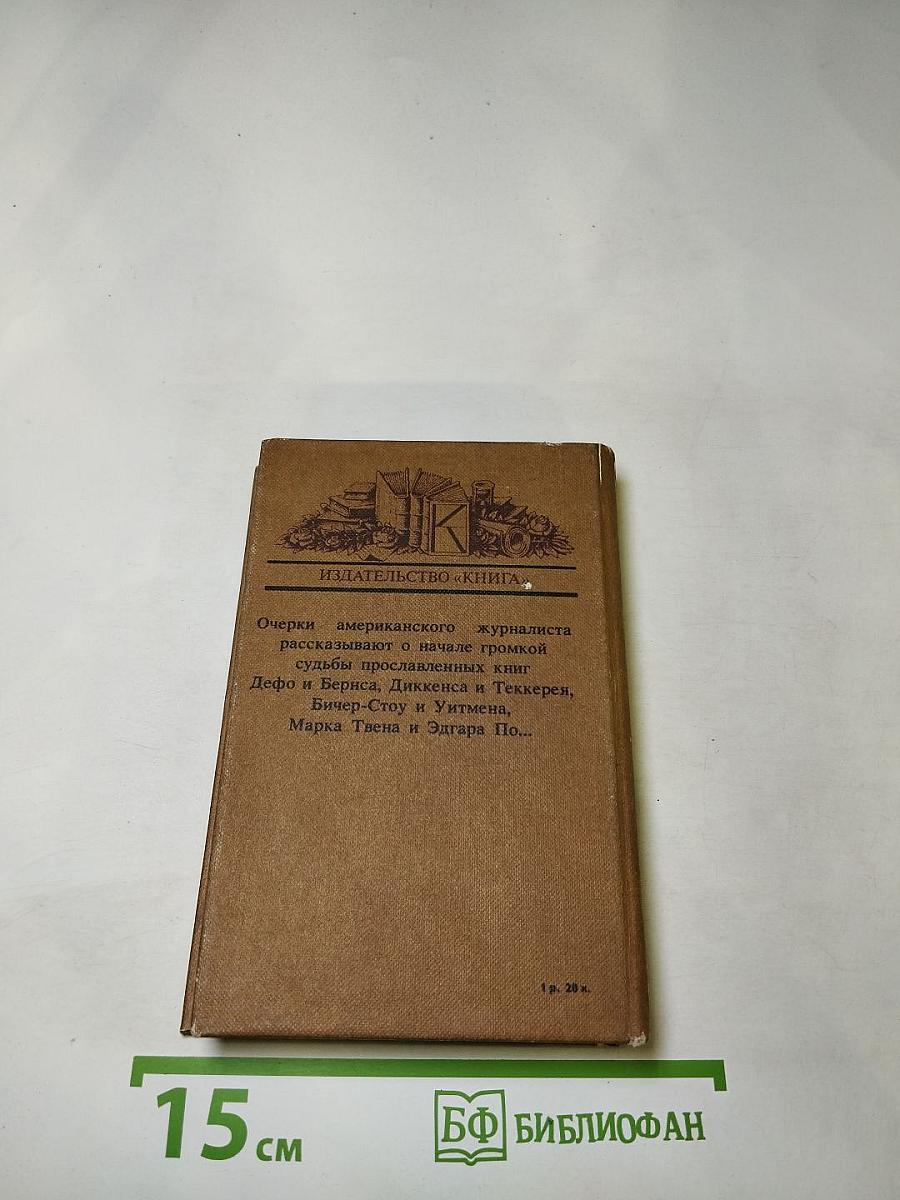 К
ИЗДАТЕЛЬСТВО «КНИГА»
Очерки американского журналиста
рассказывают о начале громкой
судьбы прославленных книг
Дефо и Бернса, Диккенса и Теккерея,
Бичер-Стоу и Уитмена,
Марка Твена и Эдгара По...
1 р. 20 к.
15 см
БФ БИБЛИОФАН